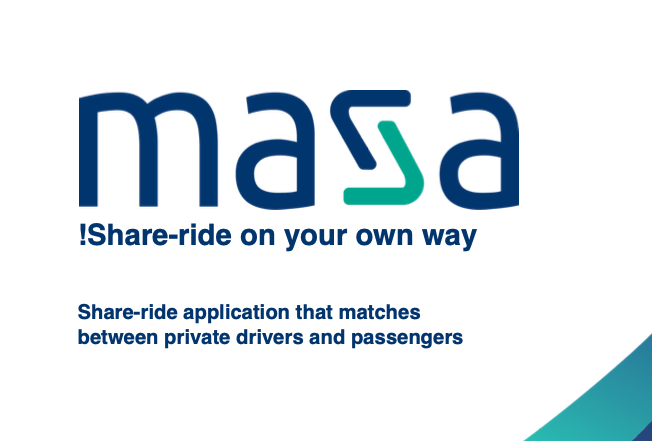 masa
!Share-ride on your own way
Share-ride application that matches
between private drivers and passengers